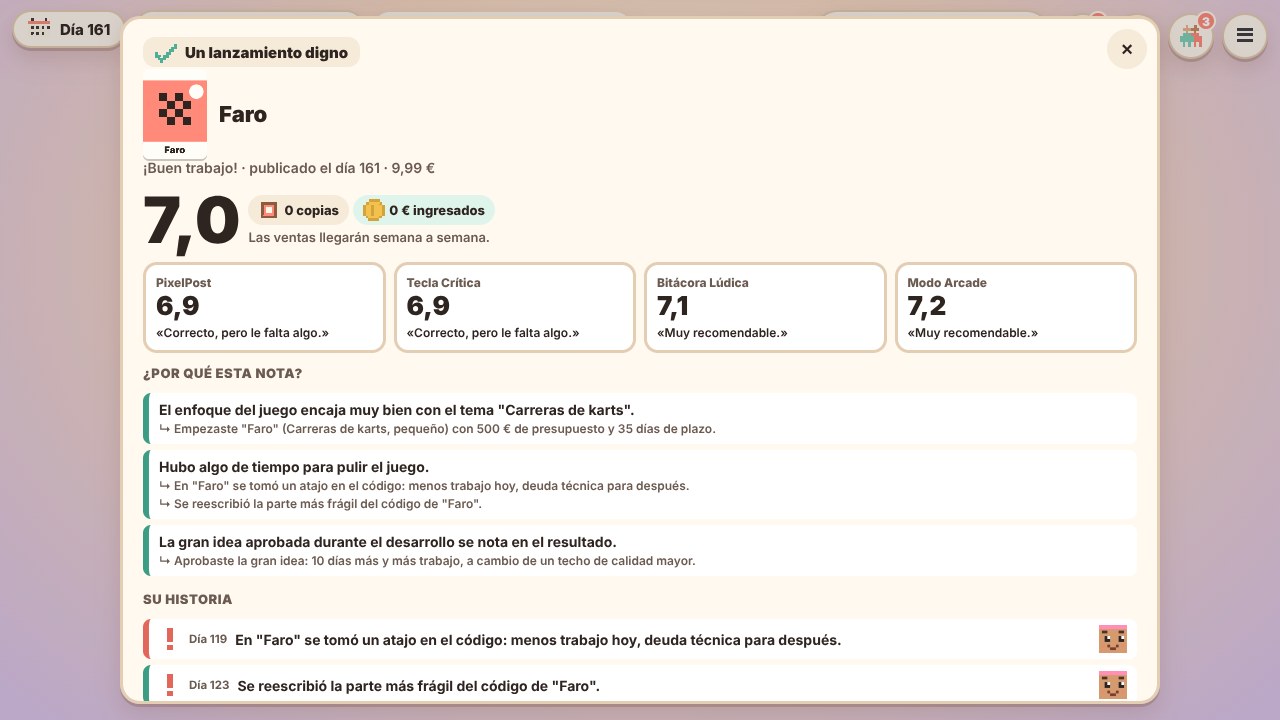 Día 161
3
Un lanzamiento digno
Faro
Faro
¡Buen trabajo! · publicado el día 161 · 9,99 €
7,0
0 copias
0 € ingresados
Las ventas llegarán semana a semana.
PixelPost
6,9
«Correcto, pero le falta algo.»
Tecla Crítica
6,9
«Correcto, pero le falta algo.»
Bitácora Lúdica
7,1
«Muy recomendable.»
Modo Arcade
7,2
«Muy recomendable.»
¿POR QUÉ ESTA NOTA?
El enfoque del juego encaja muy bien con el tema "Carreras de karts".
↳ Empezaste "Faro" (Carreras de karts, pequeño) con 500 € de presupuesto y 35 días de plazo.
Hubo algo de tiempo para pulir el juego.
↳ En "Faro" se tomó un atajo en el código: menos trabajo hoy, deuda técnica para después.
↳ Se reescribió la parte más frágil del código de "Faro".
La gran idea aprobada durante el desarrollo se nota en el resultado.
↳ Aprobaste la gran idea: 10 días más y más trabajo, a cambio de un techo de calidad mayor.
SU HISTORIA
Día 119 En "Faro" se tomó un atajo en el código: menos trabajo hoy, deuda técnica para después.
Día 123 Se reescribió la parte más frágil del código de "Faro".